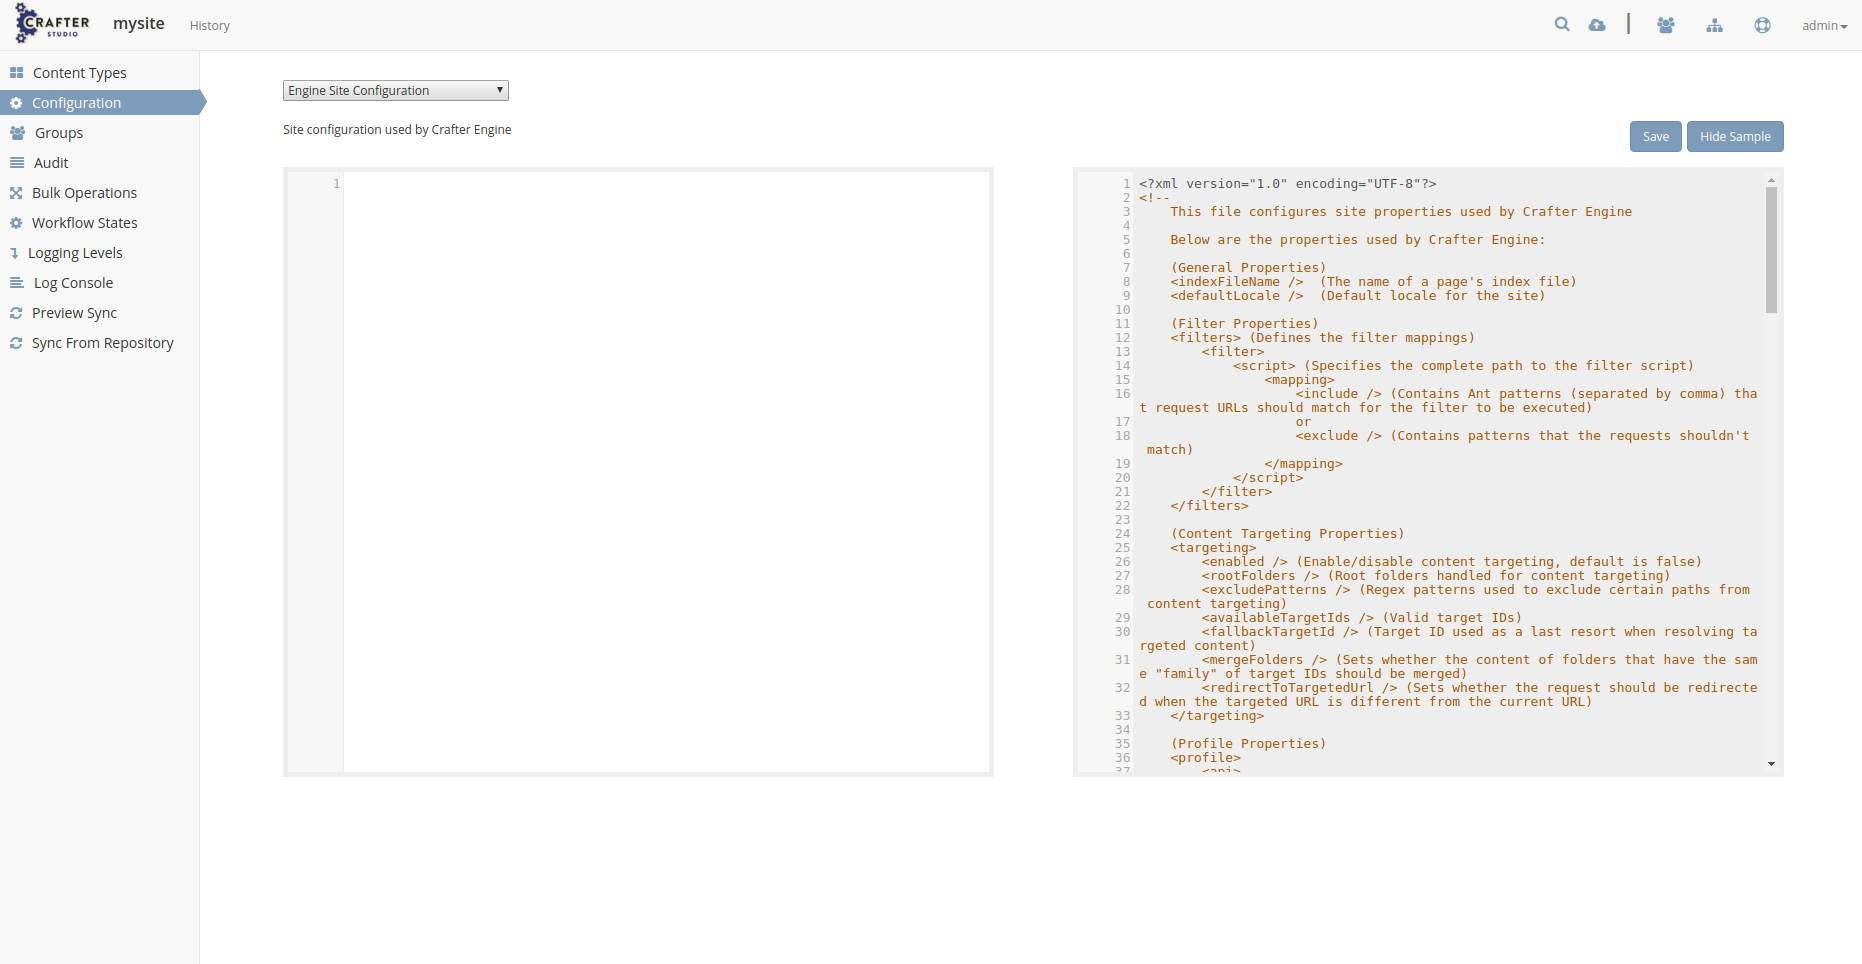 CRAFTER
STUDIO
mysite
History
admin
Content Types
Configuration
Groups
Audit
Bulk Operations
Workflow States
Logging Levels
Log Console
Preview Sync
Sync From Repository
Engine Site Configuration
Site configuration used by Crafter Engine
Save
Hide Sample
1
1 <?xml version="1.0" encoding="UTF-8"?>
2 <!--
3     This file configures site properties used by Crafter Engine
4
5     Below are the properties used by Crafter Engine:
6
7     (General Properties)
8     <indexFileName />  (The name of a page's index file)
9     <defaultLocale />  (Default locale for the site)
10
11     (Filter Properties)
12     <filters> (Defines the filter mappings)
13         <filter>
14             <script> (Specifies the complete path to the filter script)
15                 <mapping>
16                     <include /> (Contains Ant patterns (separated by comma) tha
t request URLs should match for the filter to be executed)
17                     or
18                     <exclude /> (Contains patterns that the requests shouldn't
match)
19                 </mapping>
20             </script>
21         </filter>
22     </filters>
23
24     (Content Targeting Properties)
25     <targeting>
26         <enabled /> (Enable/disable content targeting, default is false)
27         <rootFolders /> (Root folders handled for content targeting)
28         <excludePatterns /> (Regex patterns used to exclude certain paths from
content targeting)
29         <availableTargetIds /> (Valid target IDs)
30         <fallbackTargetId /> (Target ID used as a last resort when resolving ta
rgeted content)
31         <mergeFolders /> (Sets whether the content of folders that have the sam
e "family" of target IDs should be merged)
32         <redirectToTargetedUrl /> (Sets whether the request should be redirecte
d when the targeted URL is different from the current URL)
33     </targeting>
34
35     (Profile Properties)
36     <profile>
37         <api>